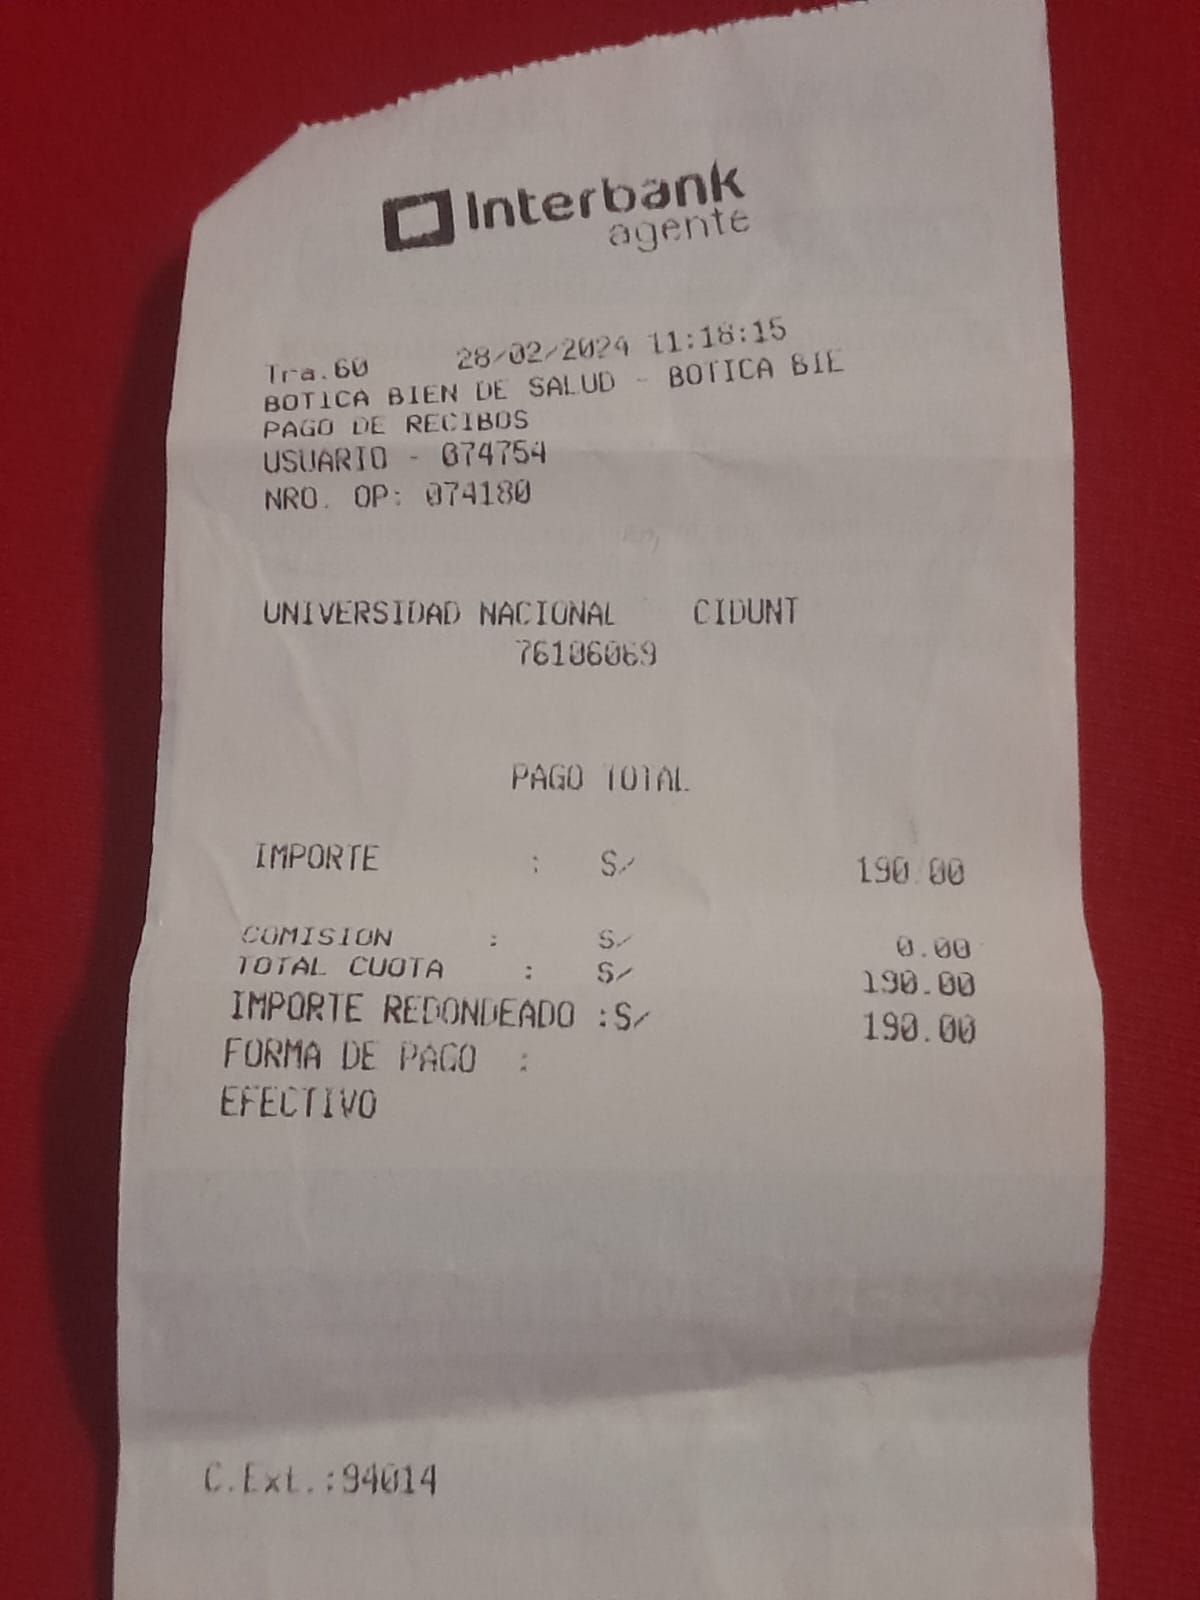 Interbank
agente
Tra.60 28/02/2024 11:18:15
BOTICA BIEN DE SALUD - BOTICA BIE
PAGO DE RECIBOS
USUARIO - 074754
NRO. OP: 074180
UNIVERSIDAD NACIONAL CIDUNT
76106069
PAGO TOTAL
IMPORTE : S/ 190.00
COMISION : S/ 0.00
TOTAL CUOTA : S/ 190.00
IMPORTE REDONDEADO :S/ 190.00
FORMA DE PAGO :
EFECTIVO
C.Ext.:94014